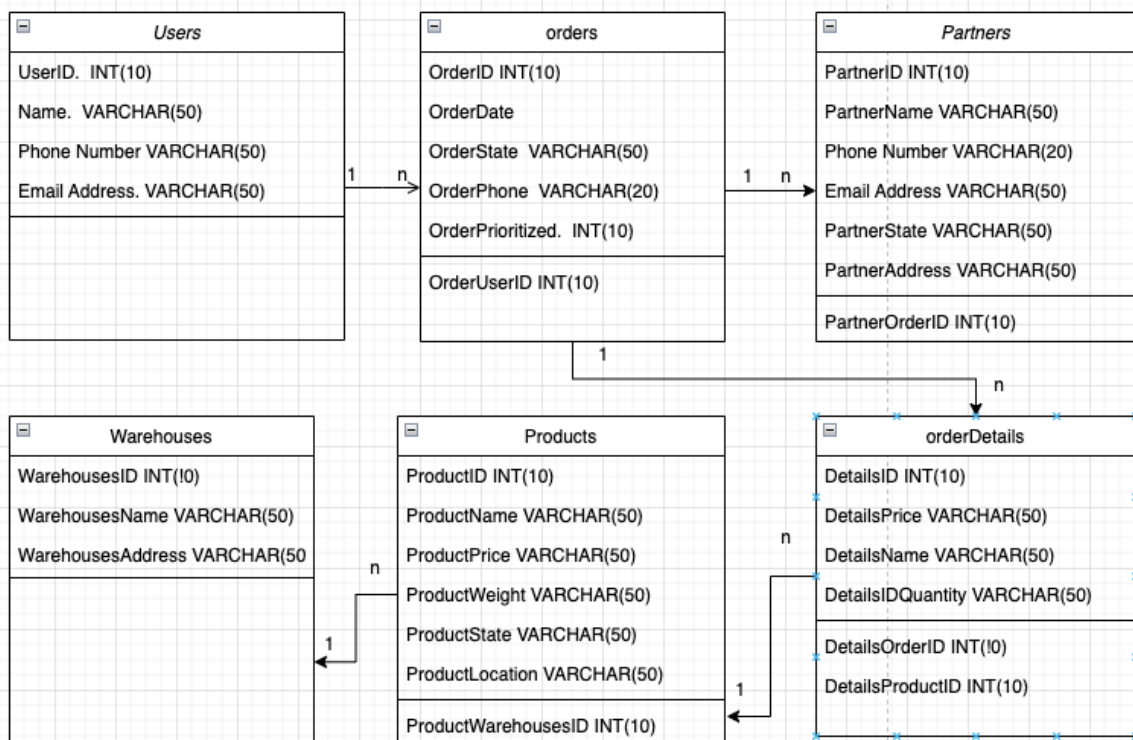 Users
UserID.  INT(10)
Name.  VARCHAR(50)
Phone Number VARCHAR(50)
Email Address. VARCHAR(50)
1
n
orders
OrderID INT(10)
OrderDate
OrderState  VARCHAR(50)
OrderPhone  VARCHAR(20)
OrderPrioritized.  INT(10)
OrderUserID INT(10)
1
n
Partners
PartnerID INT(10)
PartnerName VARCHAR(50)
Phone Number VARCHAR(20)
Email Address VARCHAR(50)
PartnerState VARCHAR(50)
PartnerAddress VARCHAR(50)
PartnerOrderID INT(10)
1
n
Warehouses
WarehousesID INT(!0)
WarehousesName VARCHAR(50)
WarehousesAddress VARCHAR(50
n
1
Products
ProductID INT(10)
ProductName VARCHAR(50)
ProductPrice VARCHAR(50)
ProductWeight VARCHAR(50)
ProductState VARCHAR(50)
ProductLocation VARCHAR(50)
ProductWarehousesID INT(10)
n
1
orderDetails
DetailsID INT(10)
DetailsPrice VARCHAR(50)
DetailsName VARCHAR(50)
DetailsIDQuantity VARCHAR(50)
DetailsOrderID INT(!0)
DetailsProductID INT(10)